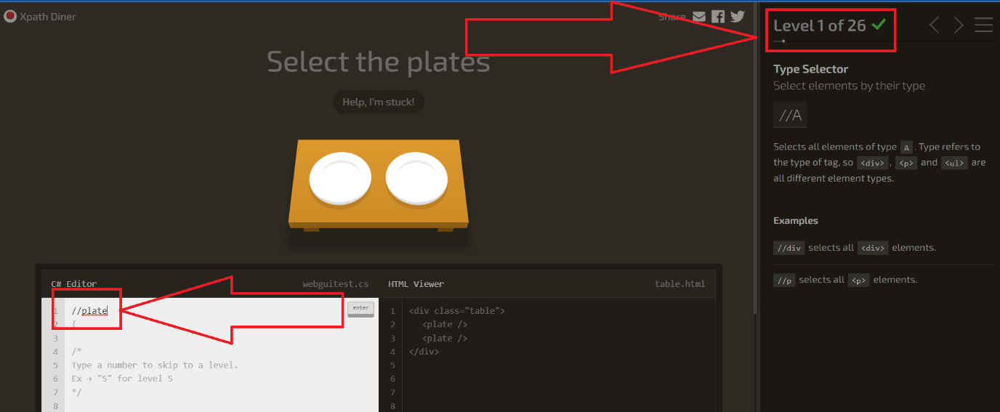 Xpath Diner
Share
Select the plates
Help, I'm stuck!
C# Editor
webguitest.cs
1 //plate
enter
2 {
3
4 /*
5 Type a number to skip to a level.
6 Ex → "5" for level 5
7 */
8
HTML Viewer
table.html
1 <div class="table">
2 <plate />
3 <plate />
4 </div>
5
6
7
8
Level 1 of 26
Type Selector
Select elements by their type
//A
Selects all elements of type A . Type refers to
the type of tag, so <div> , <p> and <ul> are
all different element types.
Examples
//div selects all <div> elements.
//p selects all <p> elements.